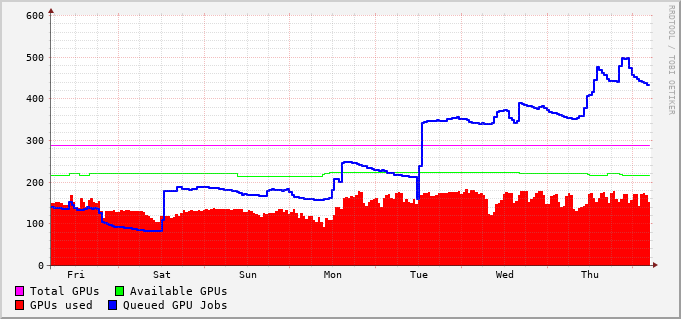 600
500
400
300
200
100
0
Fri Sat Sun Mon Tue Wed Thu
Total GPUs Available GPUs
GPUs used Queued GPU Jobs
RRDTOOL / TOBI OETIKER